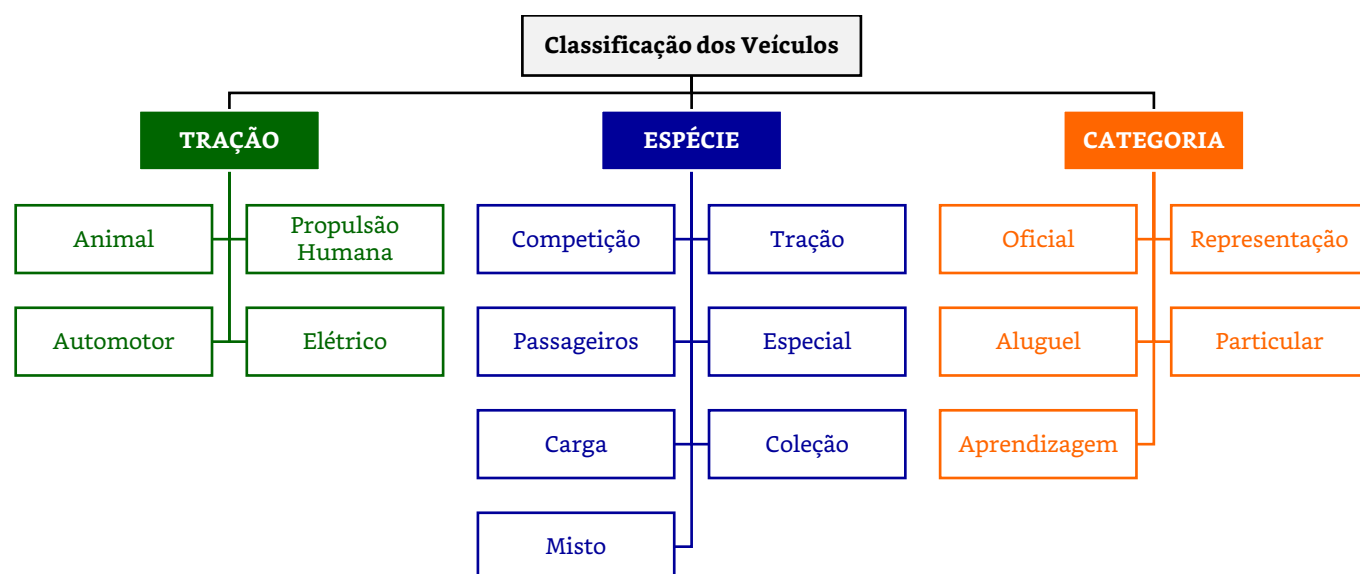 Classificação dos Veículos
TRAÇÃO
ESPÉCIE
CATEGORIA
Animal
Propulsão
Humana
Automotor
Elétrico
Competição
Tração
Passageiros
Especial
Carga
Coleção
Misto
Oficial
Representação
Aluguel
Particular
Aprendizagem